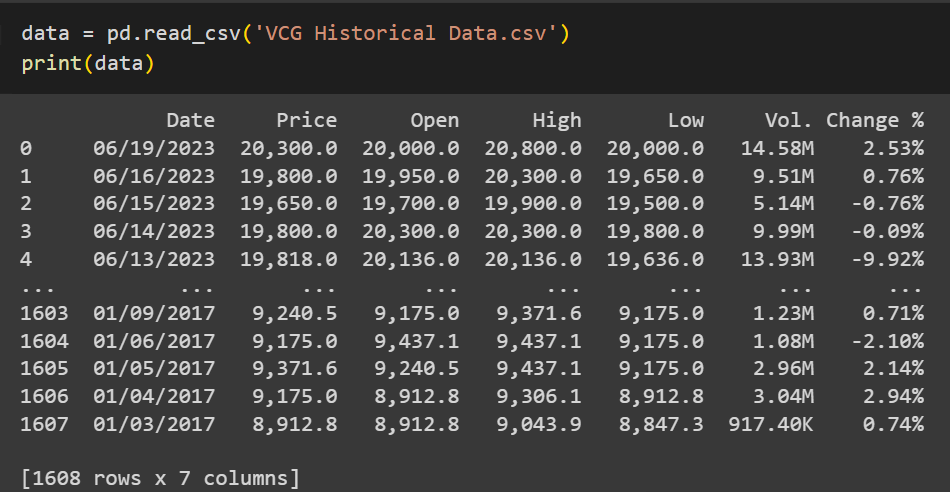 data = pd.read_csv('VCG Historical Data.csv')
print(data)
Date Price Open High Low Vol. Change %
0 06/19/2023 20,300.0 20,000.0 20,800.0 20,000.0 14.58M 2.53%
1 06/16/2023 19,800.0 19,950.0 20,300.0 19,650.0 9.51M 0.76%
2 06/15/2023 19,650.0 19,700.0 19,900.0 19,500.0 5.14M -0.76%
3 06/14/2023 19,800.0 20,300.0 20,300.0 19,800.0 9.99M -0.09%
4 06/13/2023 19,818.0 20,136.0 20,136.0 19,636.0 13.93M -9.92%
... ... ... ... ... ... ... ...
1603 01/09/2017 9,240.5 9,175.0 9,371.6 9,175.0 1.23M 0.71%
1604 01/06/2017 9,175.0 9,437.1 9,437.1 9,175.0 1.08M -2.10%
1605 01/05/2017 9,371.6 9,240.5 9,437.1 9,175.0 2.96M 2.14%
1606 01/04/2017 9,175.0 8,912.8 9,306.1 8,912.8 3.04M 2.94%
1607 01/03/2017 8,912.8 8,912.8 9,043.9 8,847.3 917.40K 0.74%
[1608 rows x 7 columns]